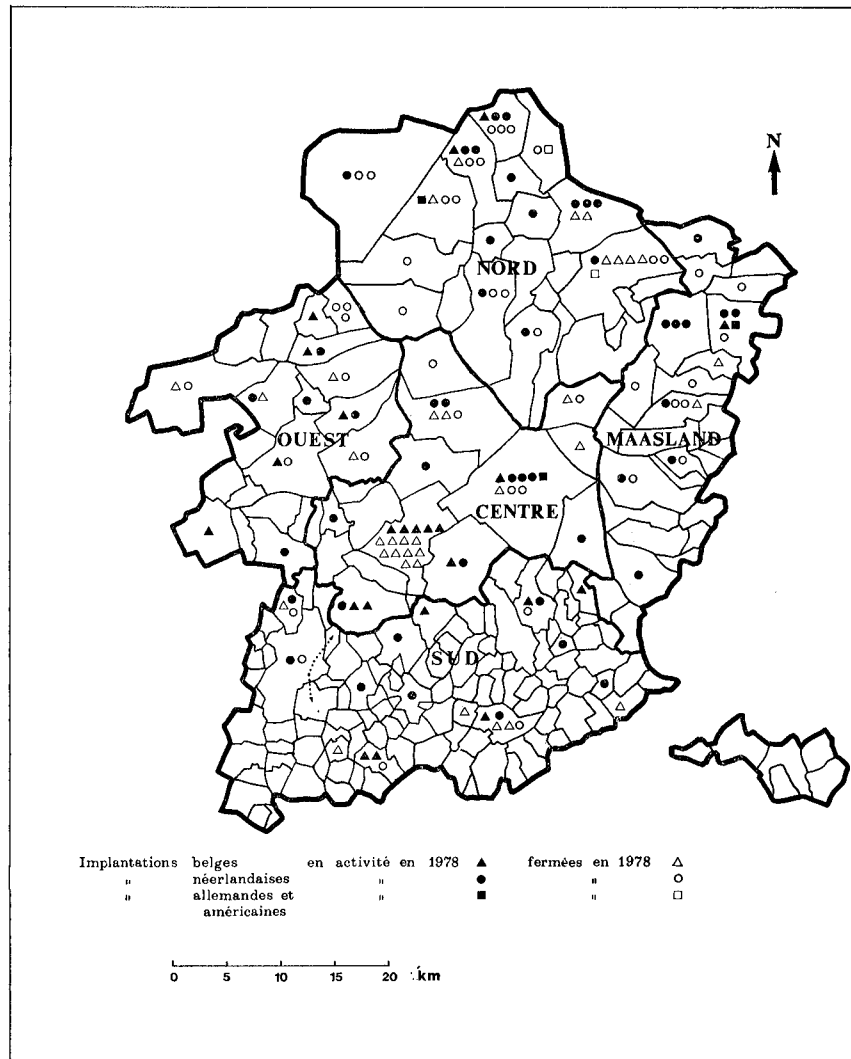 N
NORD
OUEST
MAASLAND
CENTRE
SUD
Implantations belges en activité en 1978 ▲ fermées en 1978 △
" néerlandaises " ● " ○
" allemandes et " ■ " □
américaines
0 5 10 15 20 km